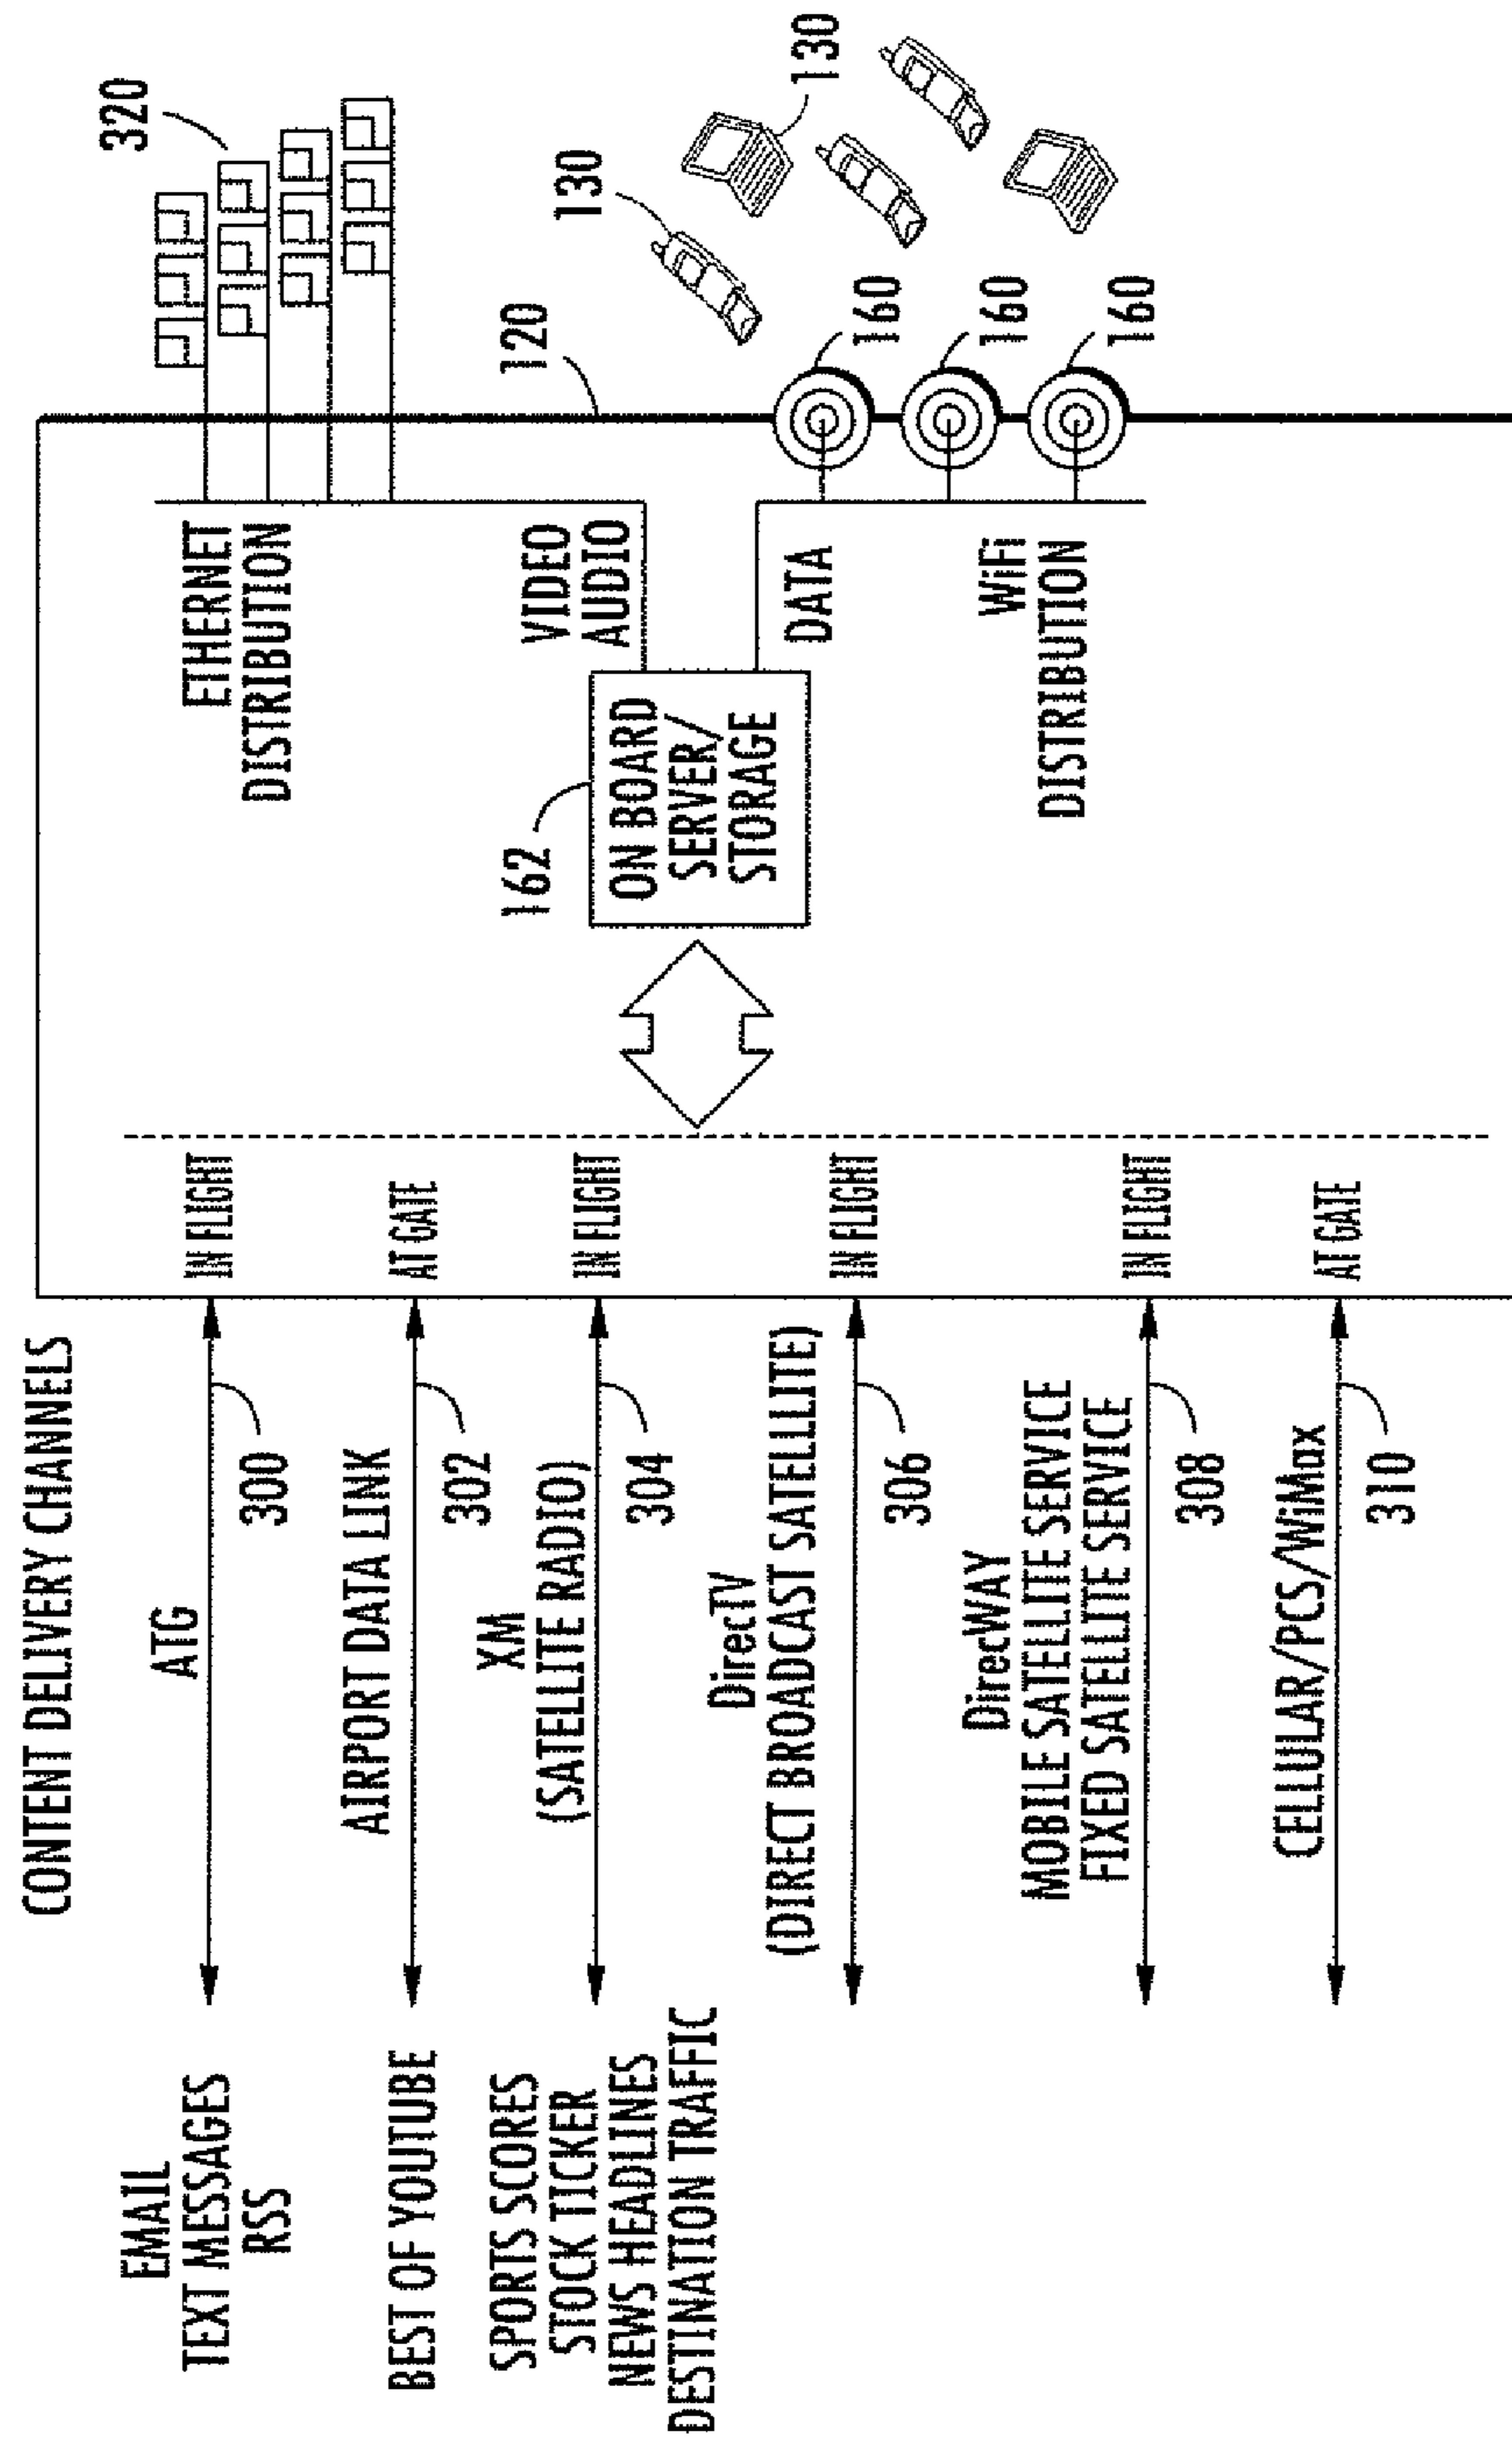 CONTENT DELIVERY CHANNELS
EMAIL
TEXT MESSAGES
RSS
ATG
300
IN FLIGHT
BEST OF YOUTUBE
AIRPORT DATA LINK
302
AT GATE
SPORTS SCORES
STOCK TICKER
NEWS HEADLINES
DESTINATION TRAFFIC
XM
(SATELLITE RADIO)
304
IN FLIGHT
DirecTV
(DIRECT BROADCAST SATELLLITE)
306
IN FLIGHT
DirecWAY
MOBILE SATELLITE SERVICE
FIXED SATELLITE SERVICE
308
IN FLIGHT
CELLULAR/PCS/WiMax
310
AT GATE
162
ON BOARD
SERVER/
STORAGE
ETHERNET
DISTRIBUTION
VIDEO
AUDIO
DATA
WiFi
DISTRIBUTION
320
120
130
130
160
160
160